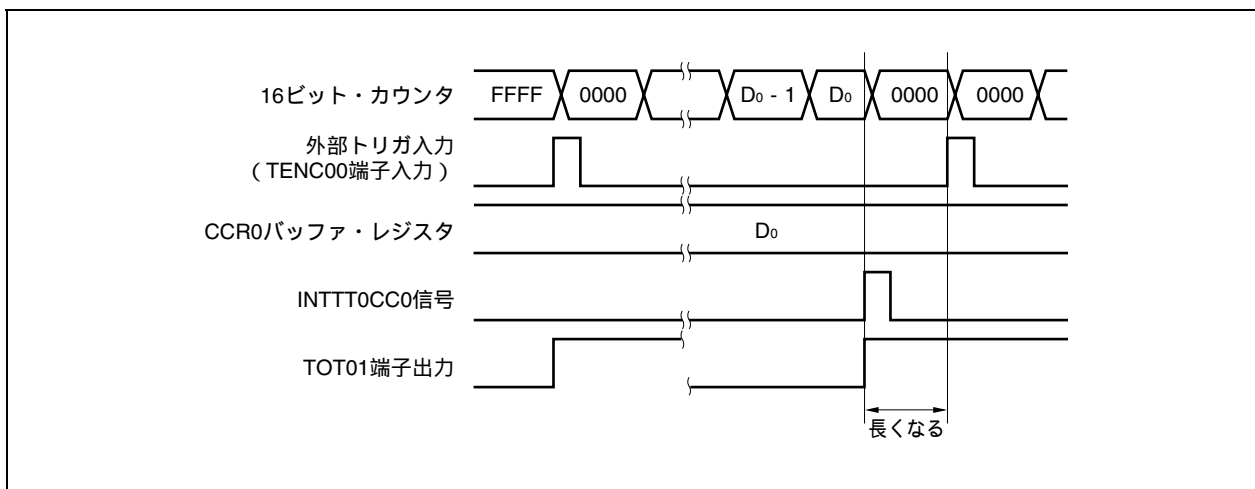 16ビット・カウンタ FFFF 0000 D0 - 1 D0 0000 0000
外部トリガ入力
（TENC00端子入力）
CCR0バッファ・レジスタ D0
INTTT0CC0信号
TOT01端子出力
長くなる